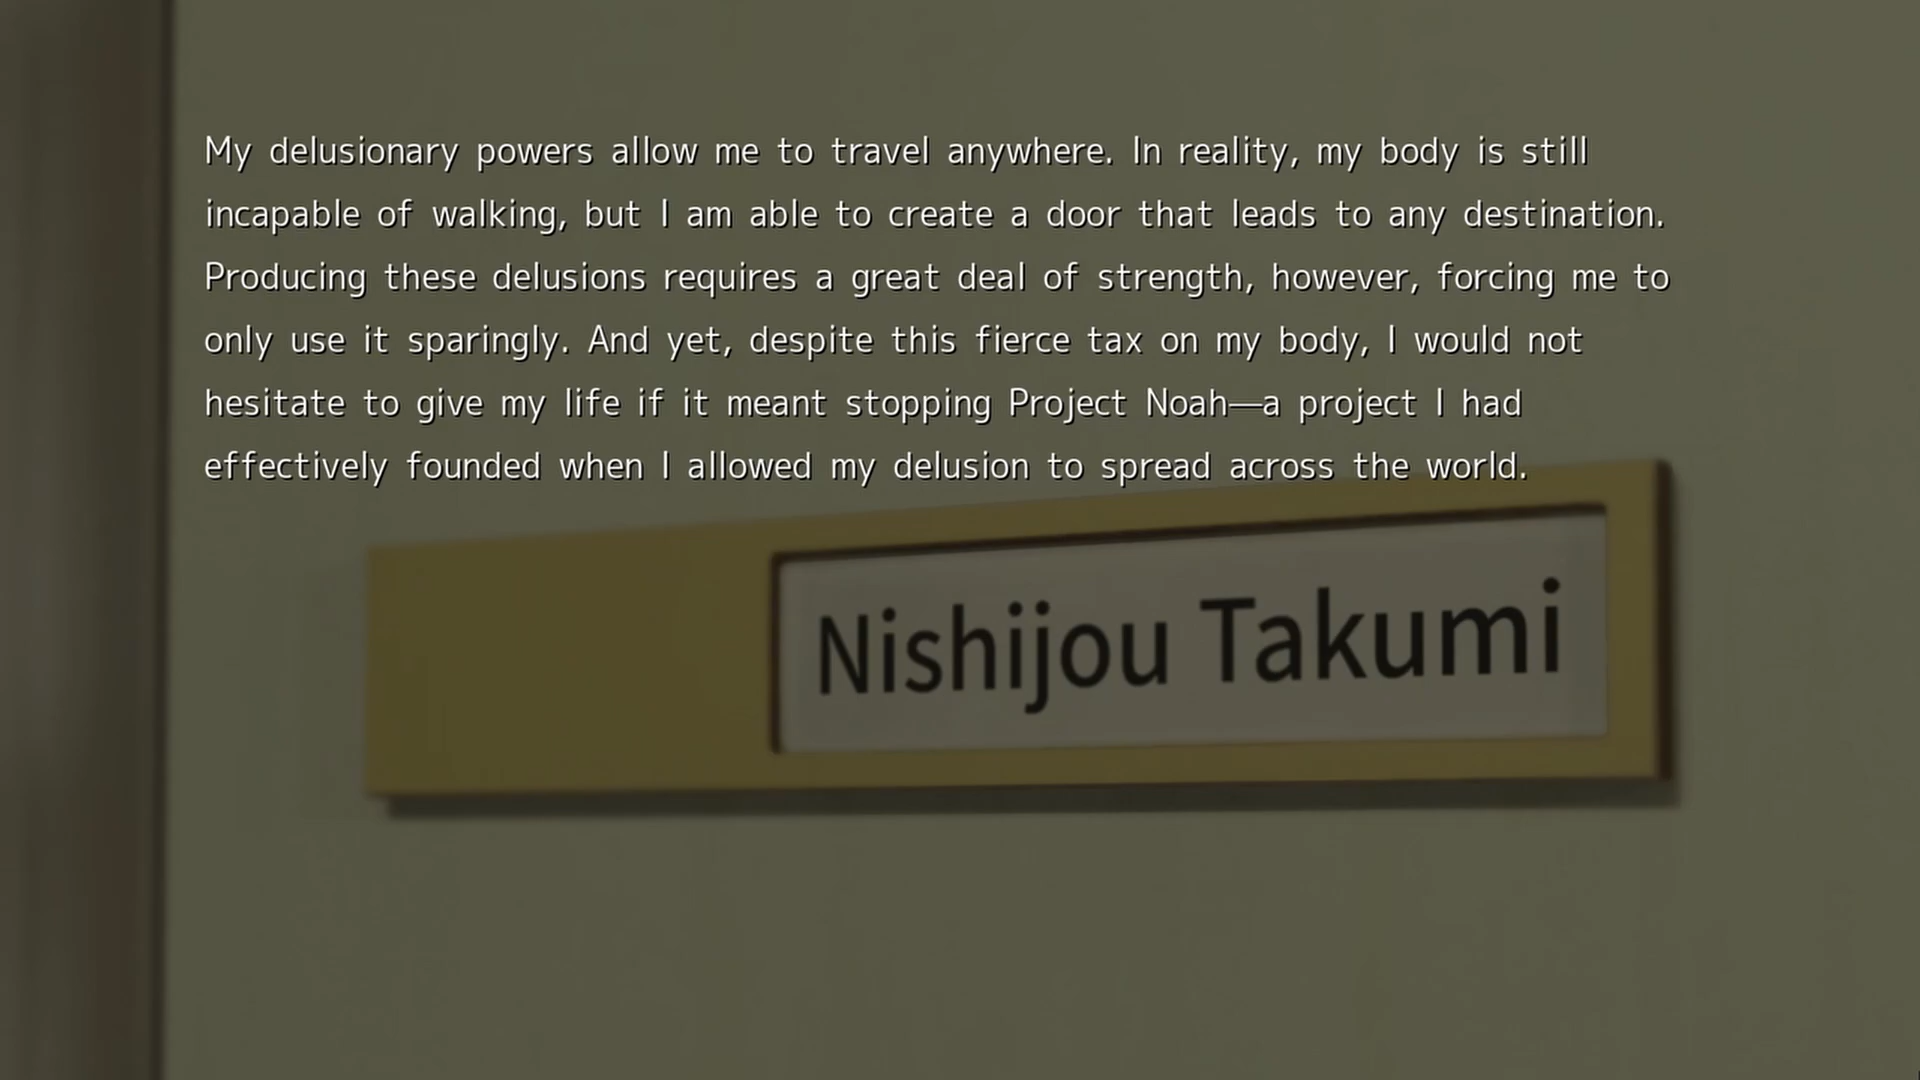 My delusionary powers allow me to travel anywhere. In reality, my body is still
incapable of walking, but I am able to create a door that leads to any destination.
Producing these delusions requires a great deal of strength, however, forcing me to
only use it sparingly. And yet, despite this fierce tax on my body, I would not
hesitate to give my life if it meant stopping Project Noah—a project I had
effectively founded when I allowed my delusion to spread across the world.
Nishijou Takumi